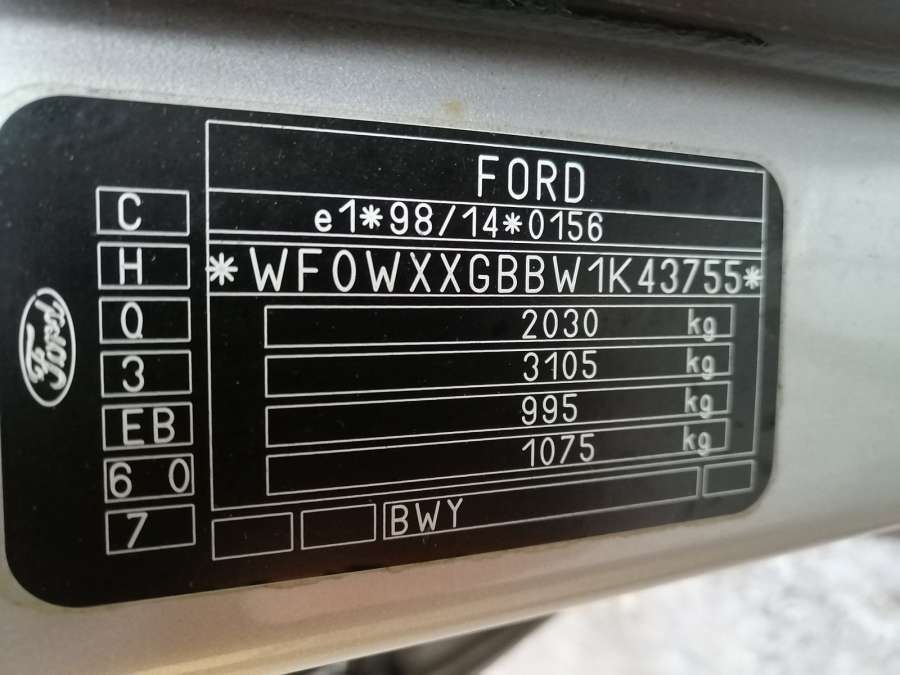 FORD
e1*98/14*0156
*WF0WXXGBBW1K43755*
2030 kg
3105 kg
995 kg
1075 kg
BWY
C
H
Q
3
EB
6 0
7
Ford